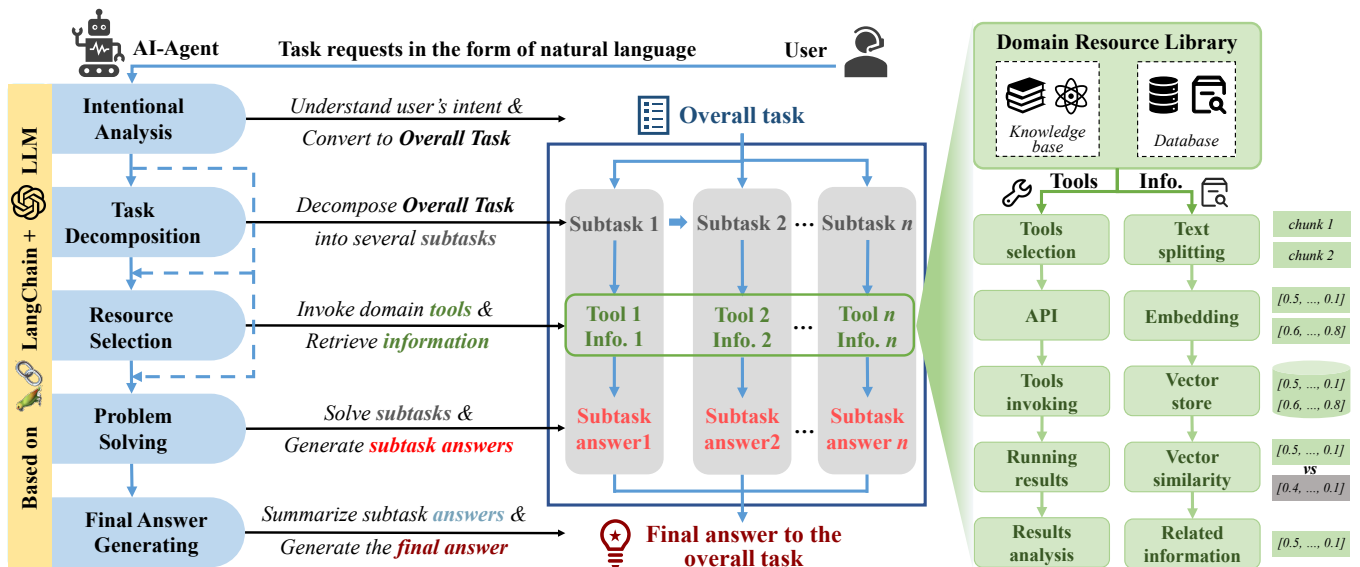 AI-Agent
Task requests in the form of natural language
User
Based on LangChain + LLM
Intentional
Analysis
Task
Decomposition
Resource
Selection
Problem
Solving
Final Answer
Generating
Understand user's intent &
Convert to Overall Task
Decompose Overall Task
into several subtasks
Invoke domain tools &
Retrieve information
Solve subtasks &
Generate subtask answers
Summarize subtask answers &
Generate the final answer
Overall task
Subtask 1
Subtask 2
...
Subtask n
Tool 1
Info. 1
Tool 2
Info. 2
...
Tool n
Info. n
Subtask
answer1
Subtask
answer2
...
Subtask
answer n
Final answer to the
overall task
Domain Resource Library
Knowledge
base
Database
Tools
Info.
Tools
selection
API
Tools
invoking
Running
results
Results
analysis
Text
splitting
Embedding
Vector
store
Vector
similarity
Related
information
chunk 1
chunk 2
[0.5, ..., 0.1]
[0.6, ..., 0.8]
[0.5, ..., 0.1]
[0.6, ..., 0.8]
[0.5, ..., 0.1]
vs
[0.4, ..., 0.1]
[0.5, ..., 0.1]